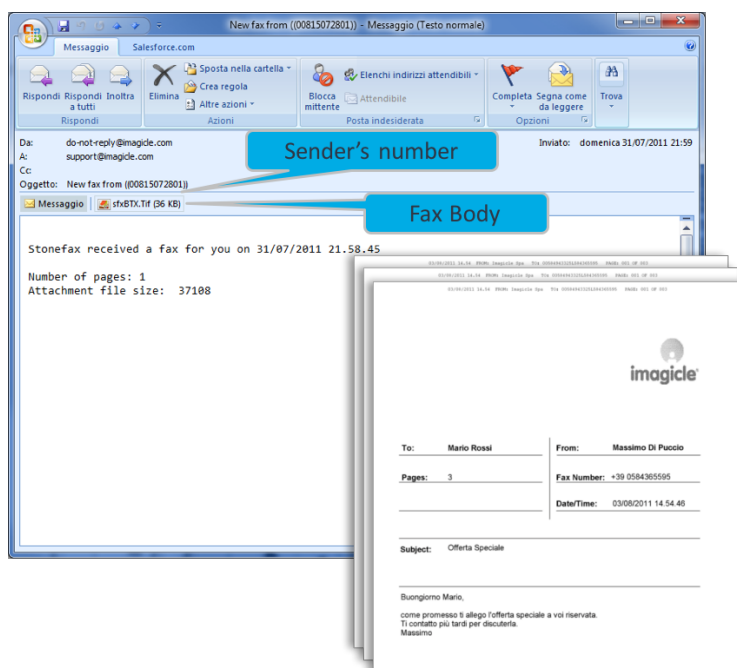 New fax from ((00815072801)) - Messaggio (Testo normale)
Messaggio Salesforce.com
Rispondi Rispondi a tutti Inoltra
Elimina
Sposta nella cartella
Crea regola
Altre azioni
Blocca mittente
Elenchi indirizzi attendibili
Attendibile
Completa Segna come da leggere
Trova
Rispondi Azioni Posta indesiderata Opzioni
Da: do-not-reply@imagicle.com Inviato: domenica 31/07/2011 21:59
A: support@imagicle.com
Cc:
Oggetto: New fax from ((00815072801))
Messaggio sfxBTX.Tif (36 KB)
Sender's number
Fax Body
Stonefax received a fax for you on 31/07/2011 21.58.45
Number of pages: 1
Attachment file size: 37108
imagicle
To: Mario Rossi From: Massimo Di Puccio
Pages: 3 Fax Number: +39 0584365595
Date/Time: 03/08/2011 14.54.46
Subject: Offerta Speciale
Buongiorno Mario,
come promesso ti allego l'offerta speciale a voi riservata.
Ti contatto più tardi per discuterla.
Massimo